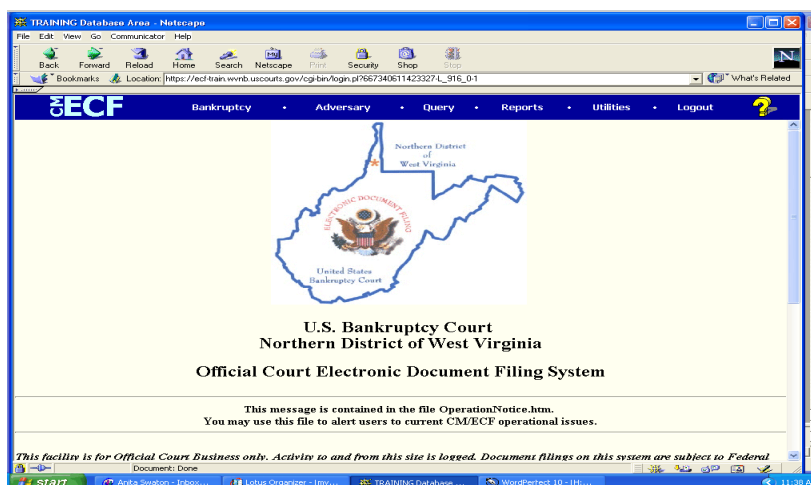 TRAINING Database Area - Netscape
File Edit View Go Communicator Help
Back Forward Reload Home Search Netscape Print Security Shop Stop
Bookmarks Location: https://ecf-train.wvnb.uscourts.gov/cgi-bin/login.pl?667340611423327-L_916_0-1 What's Related
CM ECF Bankruptcy • Adversary • Query • Reports • Utilities • Logout ?
Northern District
of
West Virginia
ELECTRONIC DOCUMENT FILING
United States
Bankruptcy Court
U.S. Bankruptcy Court
Northern District of West Virginia
Official Court Electronic Document Filing System
This message is contained in the file OperationNotice.htm.
You may use this file to alert users to current CM/ECF operational issues.
This facility is for Official Court Business only. Activity to and from this site is logged. Document filings on this system are subject to Federal
Document: Done
start Anita Swaton - Inbox... Lotus Organizer - [my... TRAINING Database ... WordPerfect 10 - [H:... 11:38 A